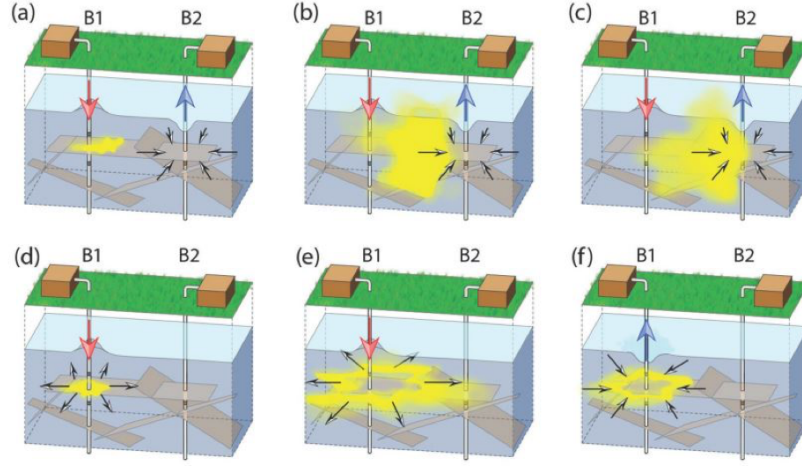 (a) B1 B2
(b) B1 B2
(c) B1 B2
(d) B1 B2
(e) B1 B2
(f) B1 B2